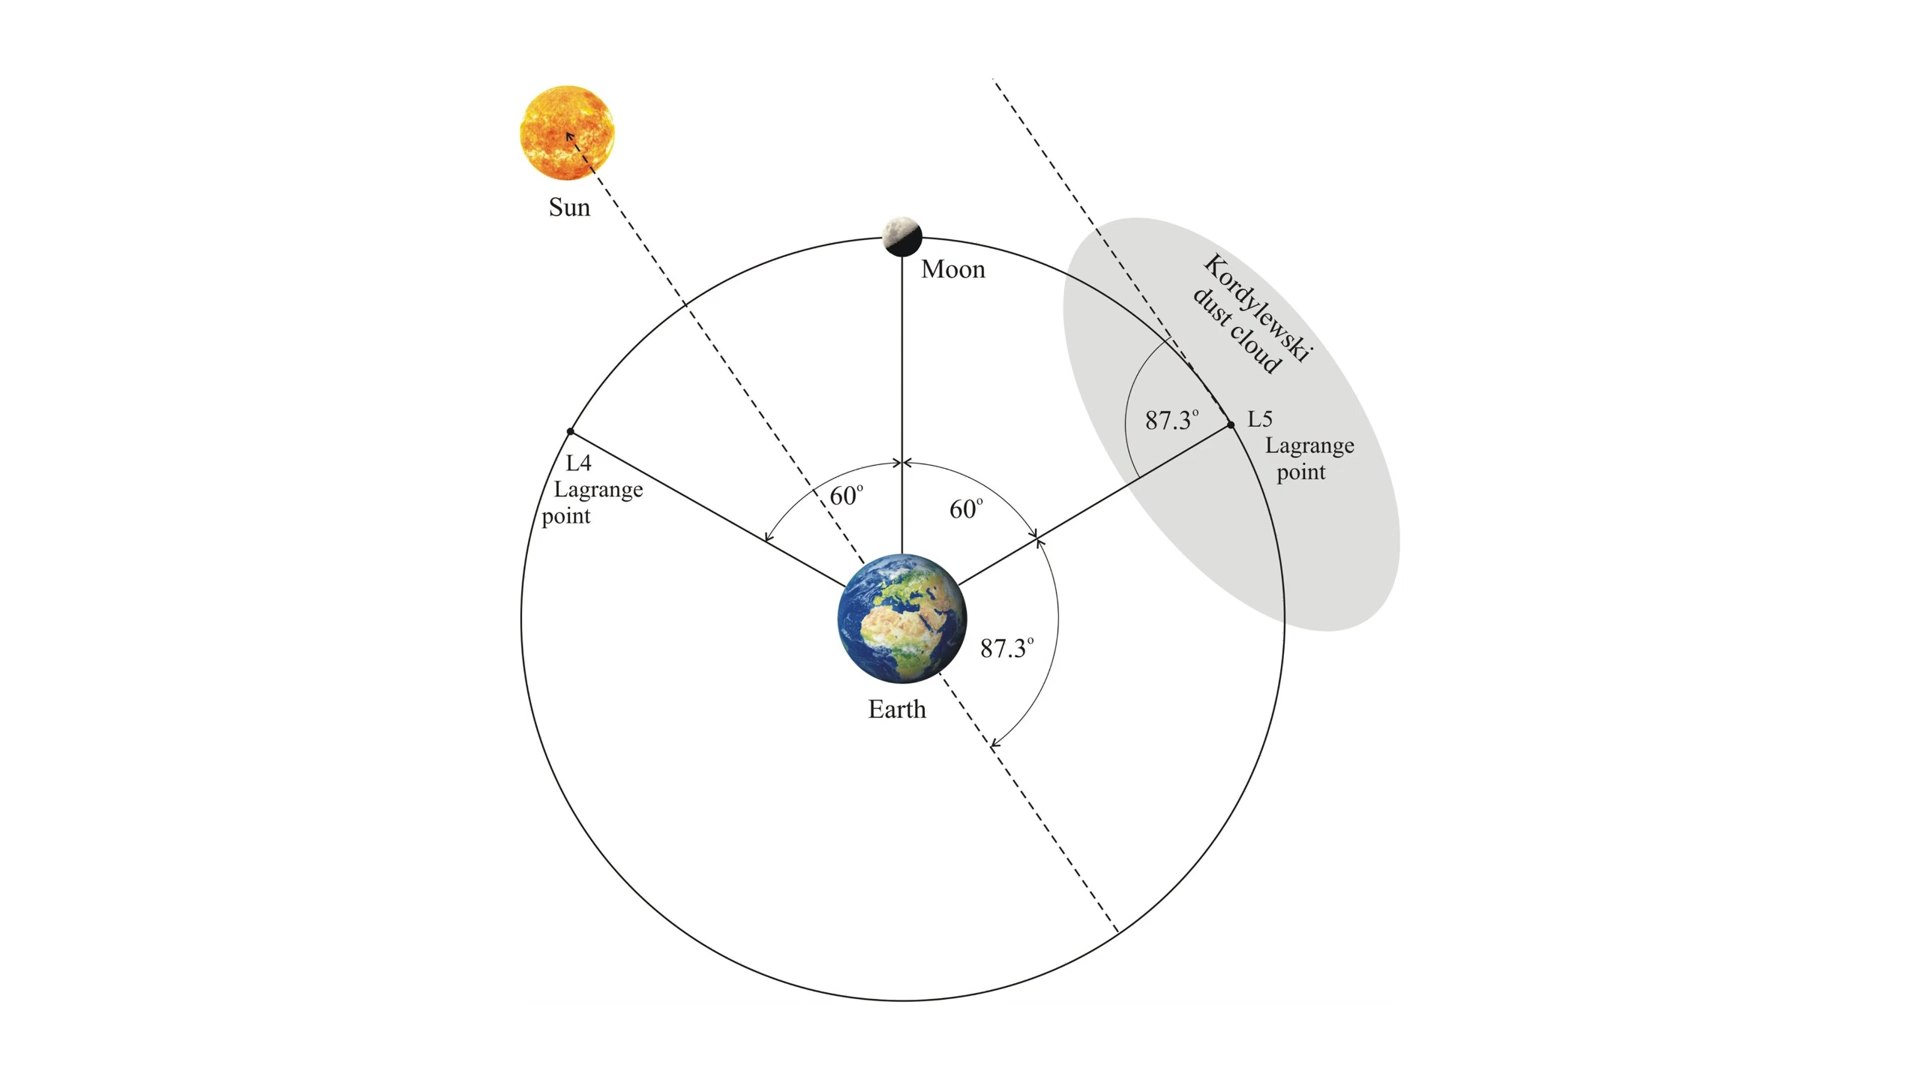 Sun
Moon
Kordylewski
dust cloud
87.3°
L5
Lagrange
point
L4
Lagrange
point
60°
60°
87.3°
Earth